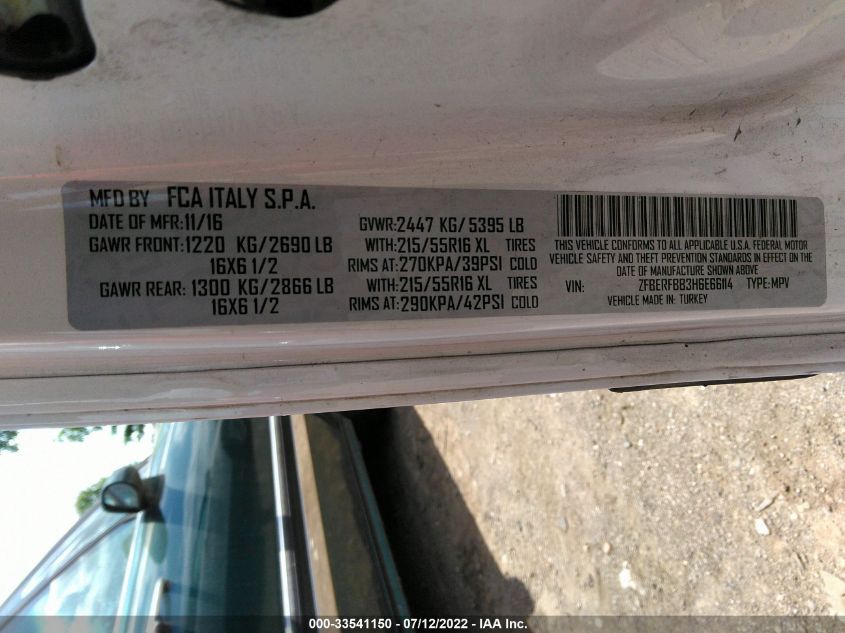 MFD BY FCA ITALY S.P.A.
DATE OF MFR:11/16
GAWR FRONT:1220 KG/2690 LB
16X6 1/2
GAWR REAR: 1300 KG/2866 LB
16X6 1/2
GVWR:2447 KG/ 5395 LB
WITH:215/55R16 XL TIRES
RIMS AT:270KPA/39PSI COLD
WITH:215/55R16 XL TIRES
RIMS AT:290KPA/42PSI COLD
THIS VEHICLE CONFORMS TO ALL APPLICABLE U.S.A. FEDERAL MOTOR
VEHICLE SAFETY AND THEFT PREVENTION STANDARDS IN EFFECT ON THE
DATE OF MANUFACTURE SHOWN ABOVE
VIN: ZFBERFBB3H6E66114 TYPE:MPV
VEHICLE MADE IN: TURKEY
000-33541150 - 07/12/2022 - IAA Inc.